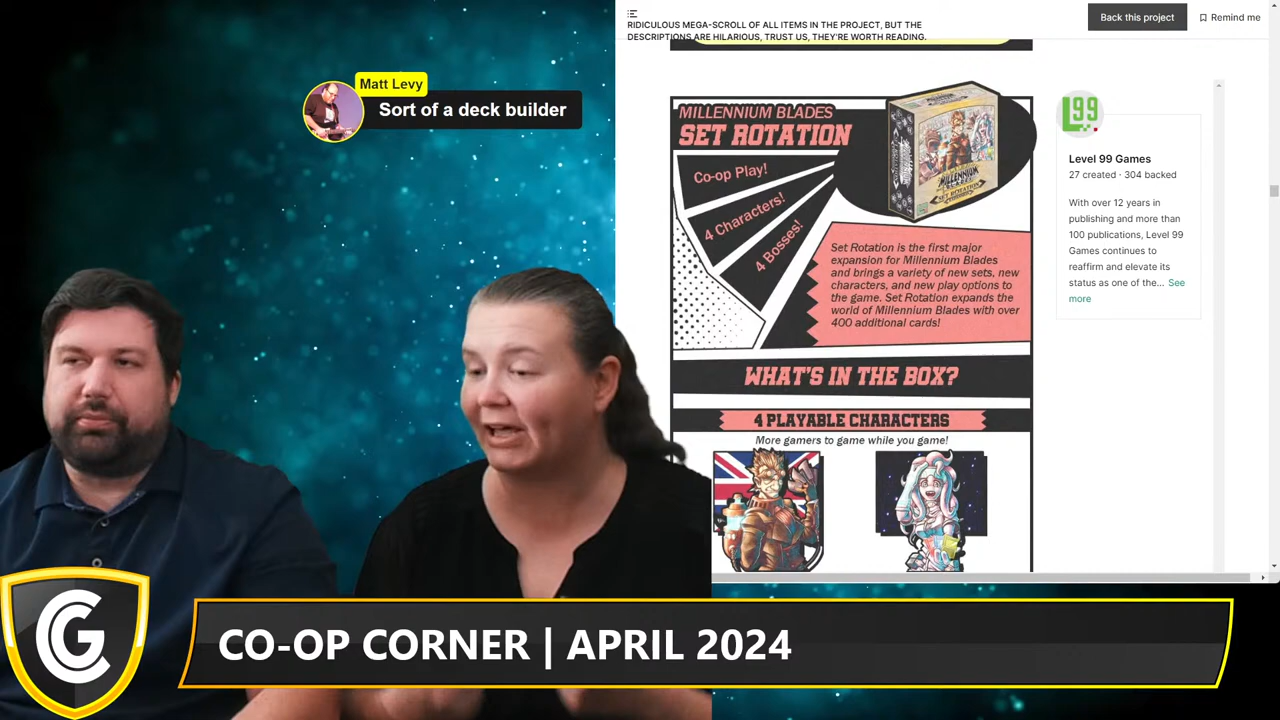 RIDICULOUS MEGA-SCROLL OF ALL ITEMS IN THE PROJECT, BUT THE
DESCRIPTIONS ARE HILARIOUS, TRUST US, THEY'RE WORTH READING.
Back this project
Remind me
Matt Levy
Sort of a deck builder
MILLENNIUM BLADES
SET ROTATION
Co-op Play!
4 Characters!
4 Bosses!
MILLENNIUM
BLADES
SET ROTATION
Set Rotation is the first major
expansion for Millennium Blades
and brings a variety of new sets, new
characters, and new play options to
the game. Set Rotation expands the
world of Millennium Blades with over
400 additional cards!
WHAT'S IN THE BOX?
4 PLAYABLE CHARACTERS
More gamers to game while you game!
L99
Level 99 Games
27 created · 304 backed
With over 12 years in
publishing and more than
100 publications, Level 99
Games continues to
reaffirm and elevate its
status as one of the... See
more
CO-OP CORNER | APRIL 2024